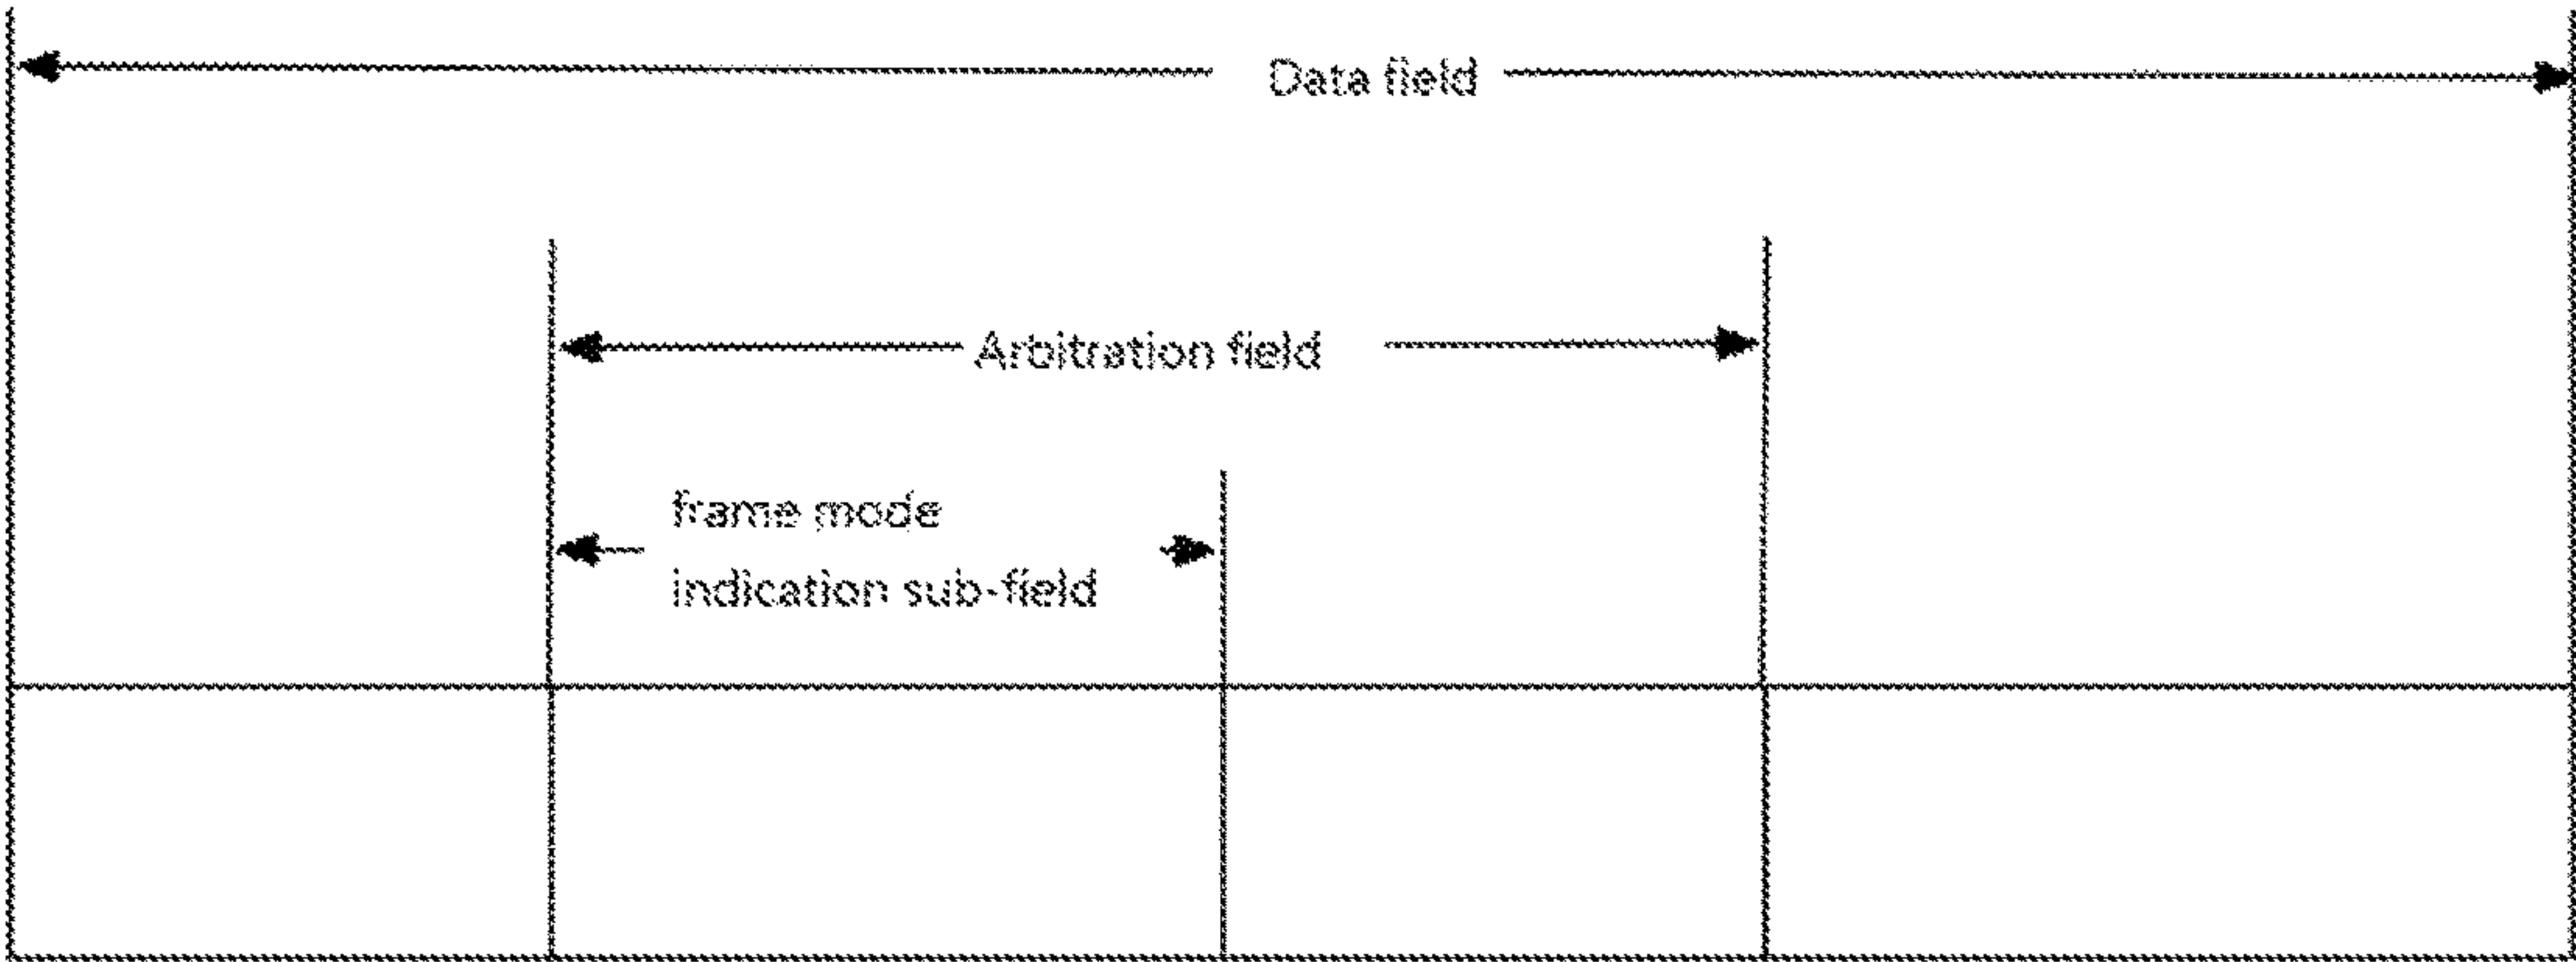 Data field
Arbitration field
frame mode
indication sub-field